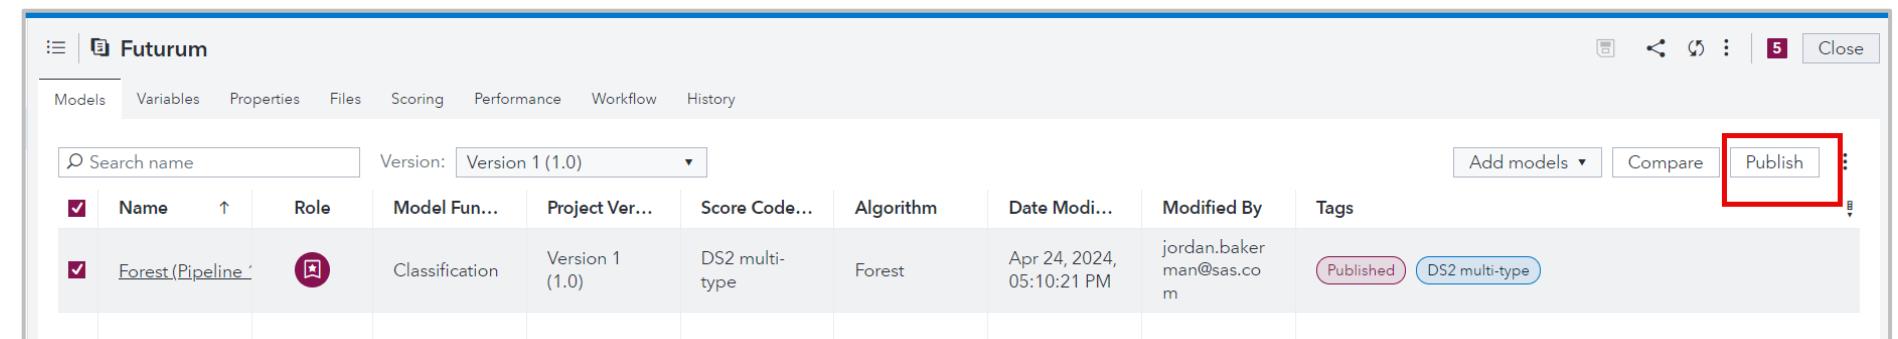 Futurum
5
Close
Models Variables Properties Files Scoring Performance Workflow History
Search name
Version: Version 1 (1.0)
Add models Compare Publish
Name Role Model Fun... Project Ver... Score Code... Algorithm Date Modi... Modified By Tags
Forest (Pipeline
Classification
Version 1
(1.0)
DS2 multi-
type
Forest
Apr 24, 2024,
05:10:21 PM
jordan.baker
man@sas.co
m
Published DS2 multi-type